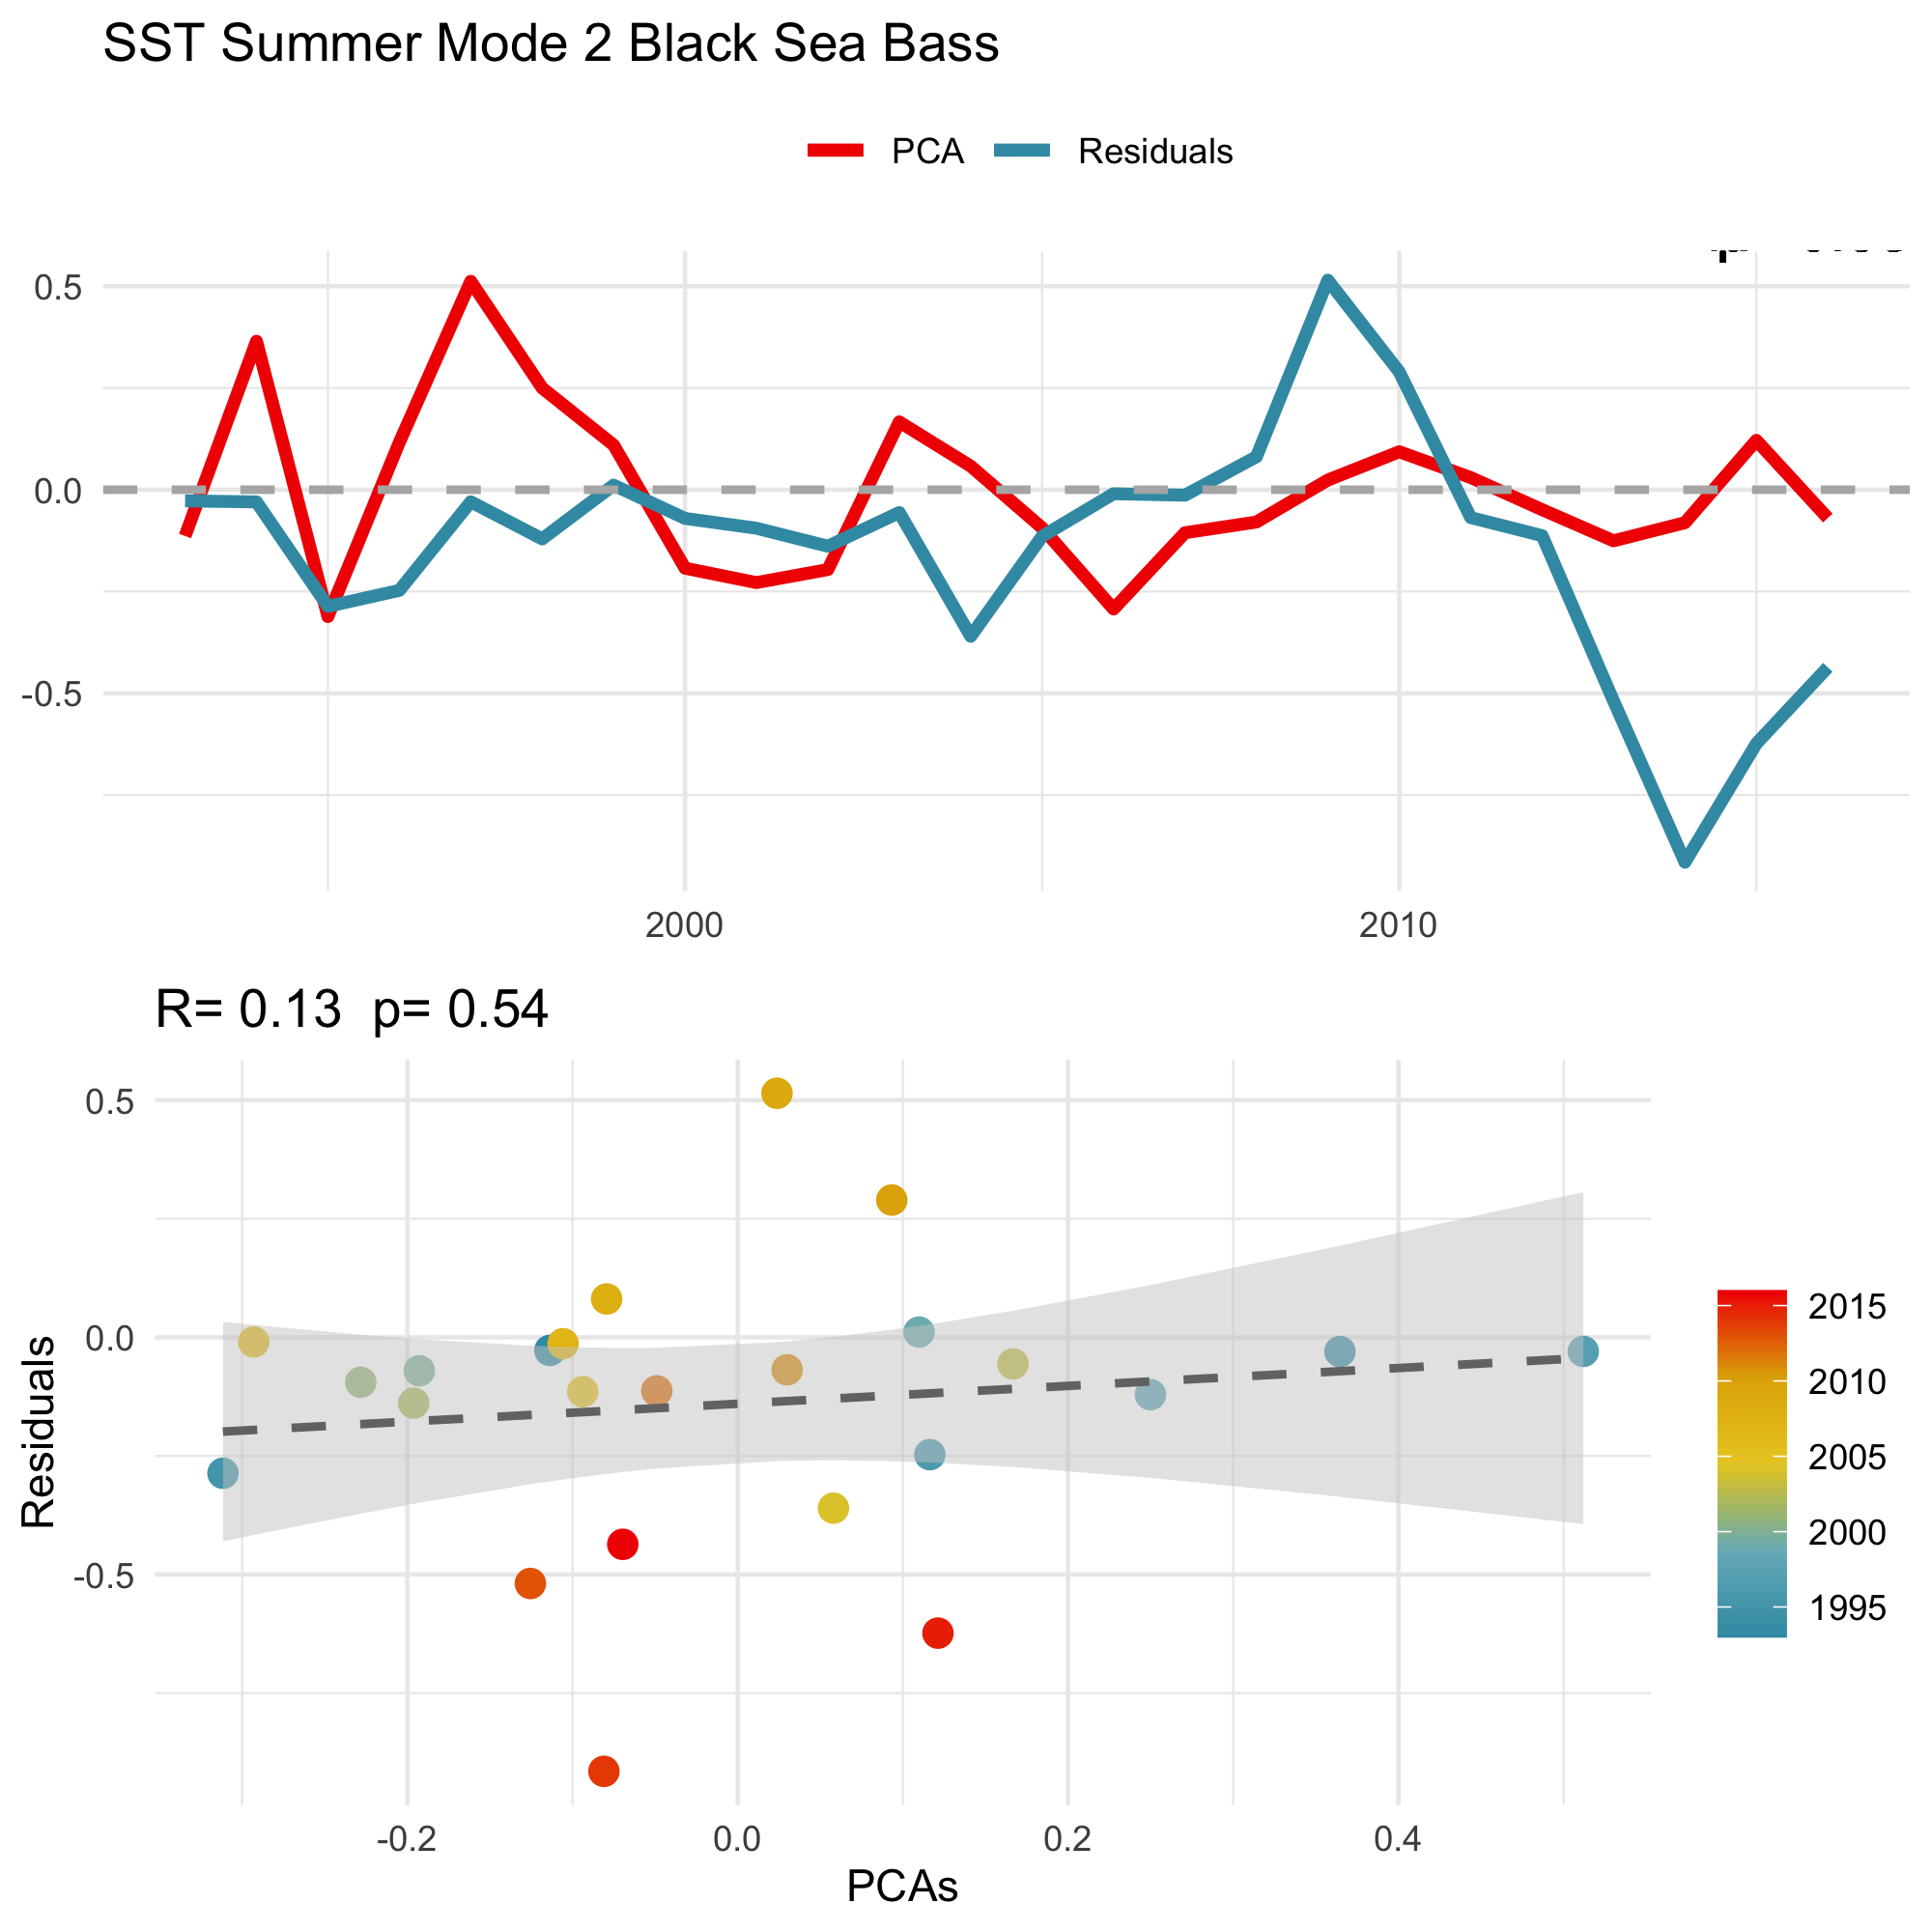 SST Summer Mode 2 Black Sea Bass
PCA Residuals
0.5
0.0
-0.5
2000 2010
R= 0.13 p= 0.54
0.5
0.0
-0.5
Residuals
-0.2 0.0 0.2 0.4
PCAs
2015
2010
2005
2000
1995